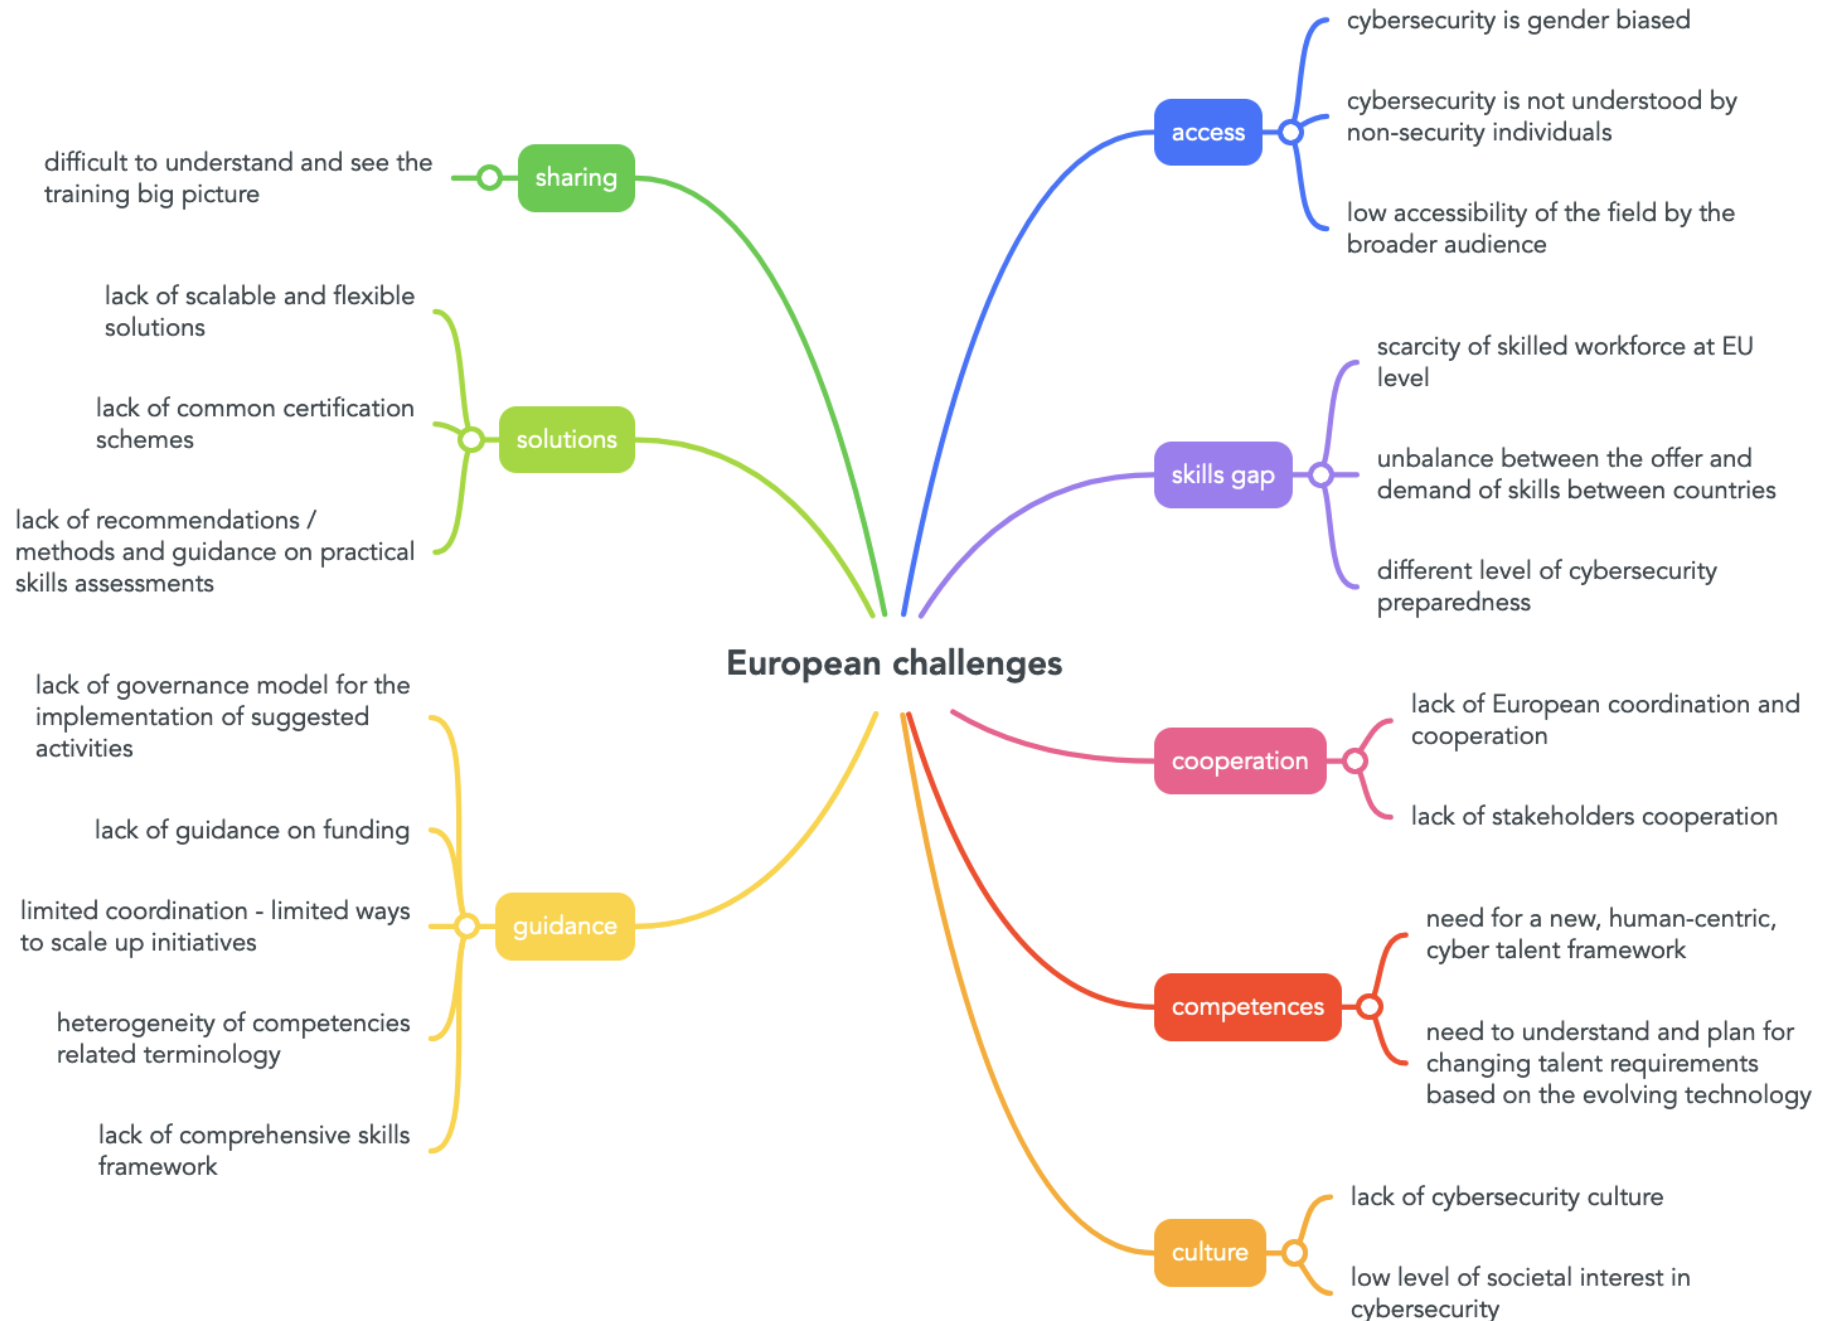 European challenges
access
cybersecurity is gender biased
cybersecurity is not understood by
non-security individuals
low accessibility of the field by the
broader audience
skills gap
scarcity of skilled workforce at EU
level
unbalance between the offer and
demand of skills between countries
different level of cybersecurity
preparedness
cooperation
lack of European coordination and
cooperation
lack of stakeholders cooperation
competences
need for a new, human-centric,
cyber talent framework
need to understand and plan for
changing talent requirements
based on the evolving technology
culture
lack of cybersecurity culture
low level of societal interest in
cybersecurity
sharing
difficult to understand and see the
training big picture
solutions
lack of scalable and flexible
solutions
lack of common certification
schemes
lack of recommendations /
methods and guidance on practical
skills assessments
guidance
lack of governance model for the
implementation of suggested
activities
lack of guidance on funding
limited coordination - limited ways
to scale up initiatives
heterogeneity of competencies
related terminology
lack of comprehensive skills
framework